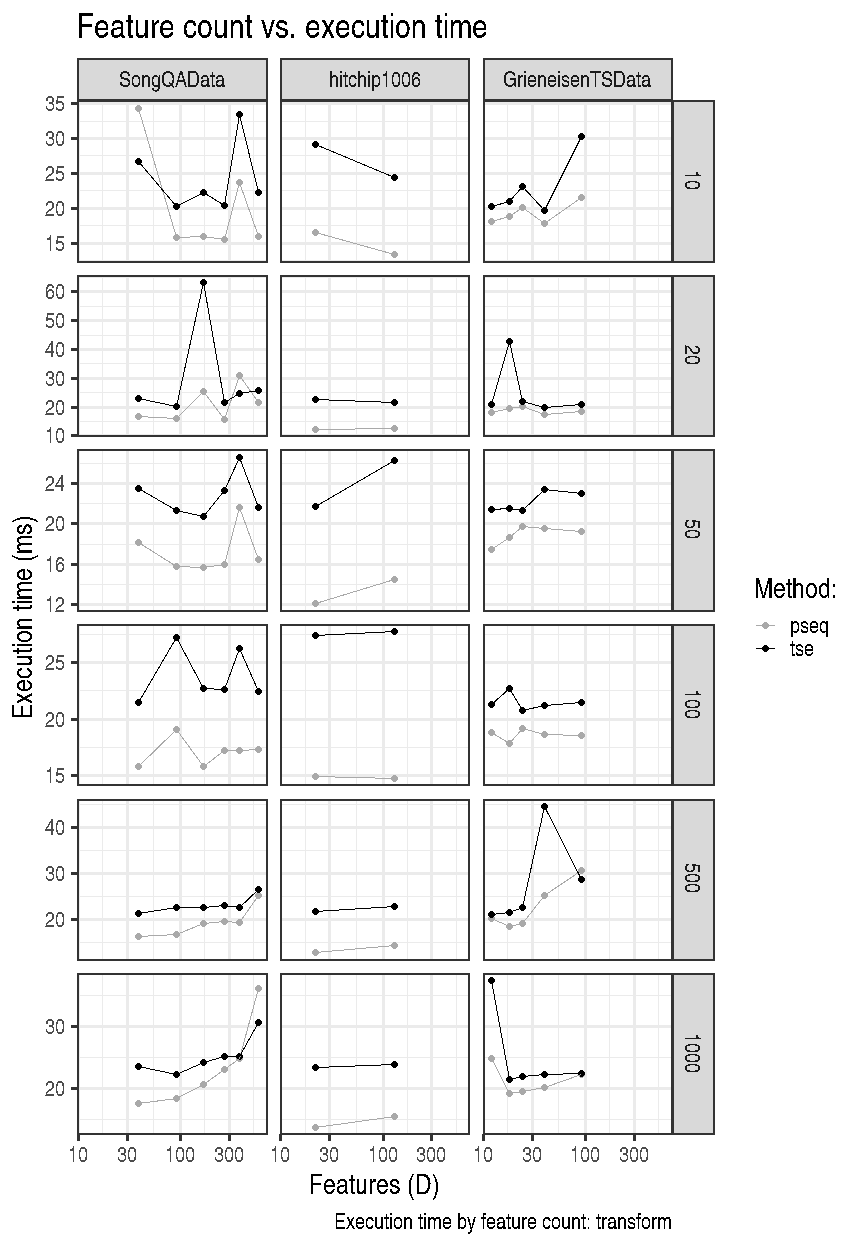 Feature count vs. execution time
SongQAData
hitchip1006
GrieneisenTSData
35
30
25
20
15
10
60
50
40
30
20
10
20
24
20
16
12
50
25
20
15
100
40
30
20
500
30
20
1000
10 30 100 300
10 30 100 300
10 30 100 300
Execution time (ms)
Features (D)
Method:
pseq
tse
Execution time by feature count: transform